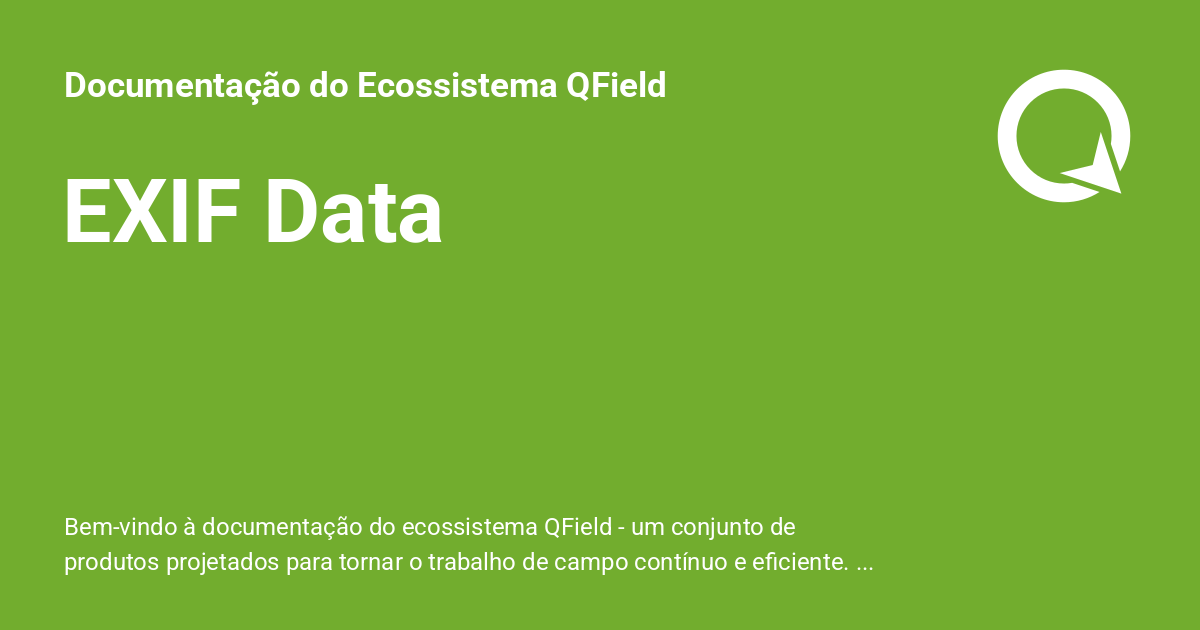 Documentação do Ecossistema QField
EXIF Data
Bem-vindo à documentação do ecossistema QField - um conjunto de
produtos projetados para tornar o trabalho de campo contínuo e eficiente. ...